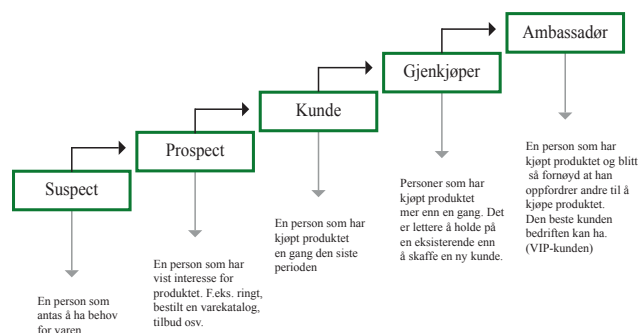 Suspect
En person som
antas å ha behov
for varen
Prospect
En person som har
vist interesse for
produktet. F.eks. ringt,
bestilt en varekatalog,
tilbud osv.
Kunde
En person som har
kjøpt produktet
en gang den siste
perioden
Gjenkjøper
Personer som har
kjøpt produktet
mer enn en gang. Det
er lettere å holde på
en eksisterende enn
å skaffe en ny kunde.
Ambassadør
En person som har
kjøpt produktet og blitt
så fornøyd at han
oppfordrer andre til å
kjøpe produktet.
Den beste kunden
bedriften kan ha.
(VIP-kunden)